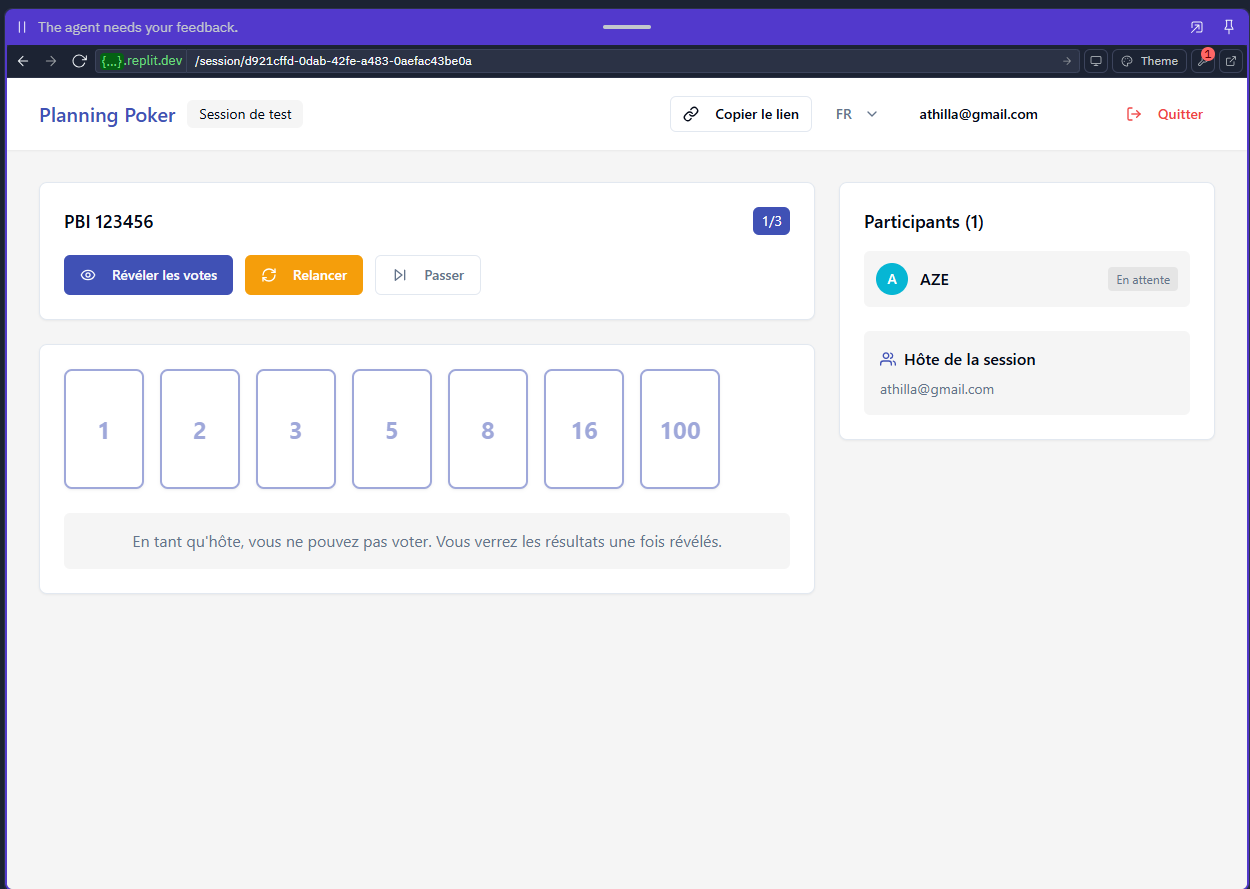 The agent needs your feedback.
{...}.replit.dev /session/d921cffd-0dab-42fe-a483-0aefac43be0a Theme 1
Planning Poker Session de test Copier le lien FR athilla@gmail.com Quitter
PBI 123456 1/3
Révéler les votes Relancer Passer
1 2 3 5 8 16 100
En tant qu'hôte, vous ne pouvez pas voter. Vous verrez les résultats une fois révélés.
Participants (1)
A AZE En attente
Hôte de la session
athilla@gmail.com